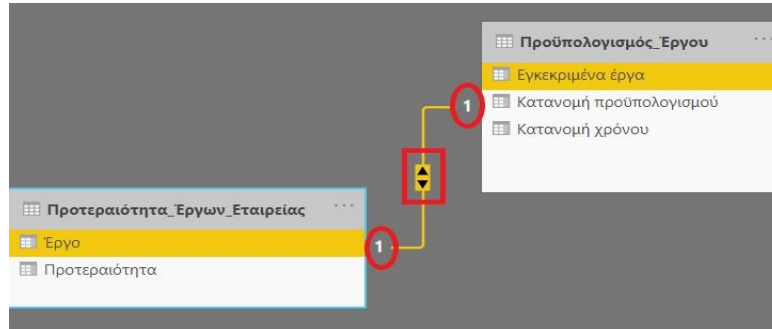 Προϋπολογισμός_Έργου
Εγκεκριμένα έργα
Κατανομή προϋπολογισμού
Κατανομή χρόνου
1
1
Προτεραιότητα_Έργων_Εταιρείας
Έργο
Προτεραιότητα